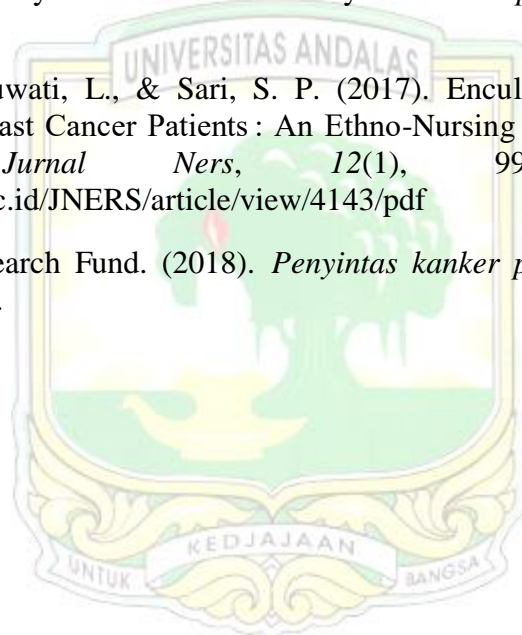 UNIVERSITAS ANDALAS
uwati, L., & Sari, S. P. (2017). Encul
ast Cancer Patients : An Ethno-Nursing
Jurnal Ners, 12(1), 99
c.id/JNERS/article/view/4143/pdf
earch Fund. (2018). Penyintas kanker p
.
KEDJAJAAN
UNTUK BANGSA